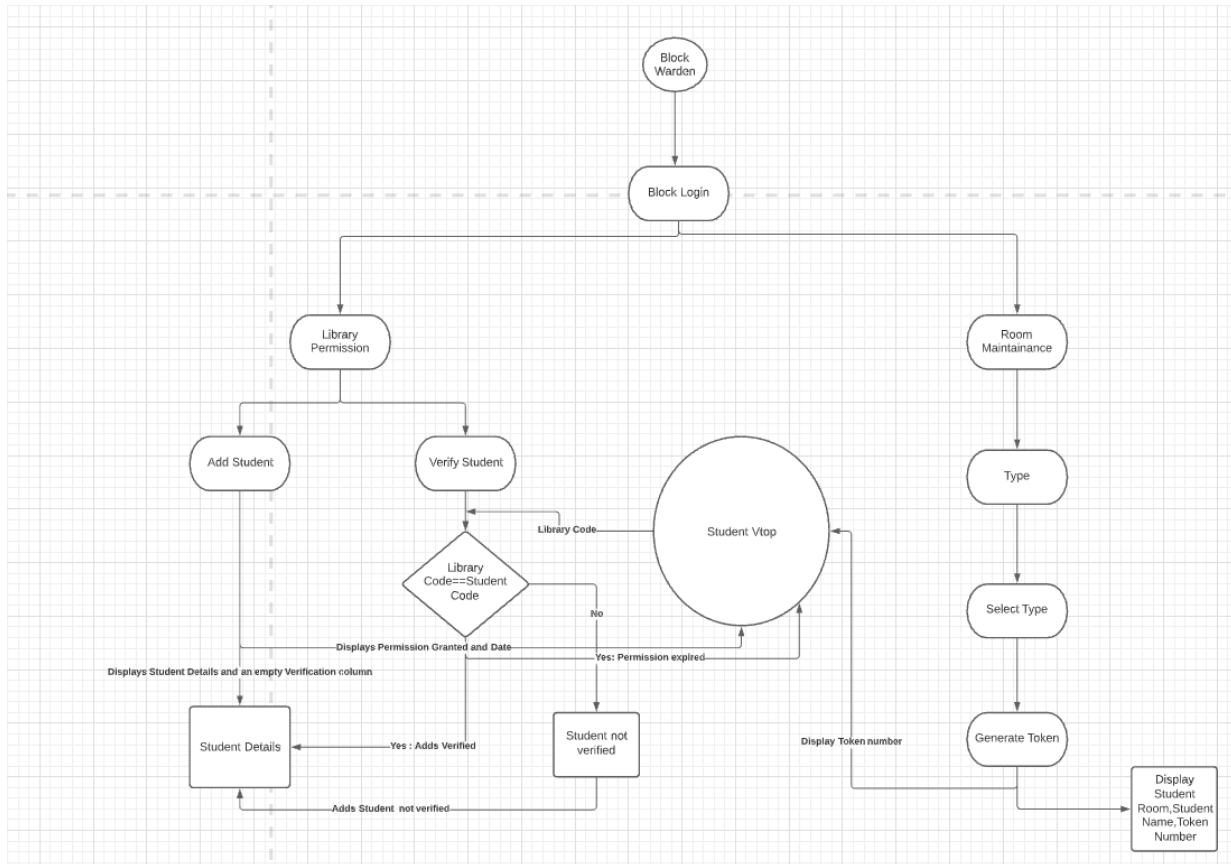 Block
Warden
Block Login
Library
Permission
Room
Maintainance
Add Student
Verify Student
Type
Library Code
Student Vtop
Library
Code==Student
Code
No
Select Type
Displays Permission Granted and Date
Yes: Permission expired
Displays Student Details and an empty Verification column
Student Details
Yes : Adds Verified
Student not
verified
Display Token number
Generate Token
Adds Student not verified
Display
Student
Room,Student
Name,Token
Number